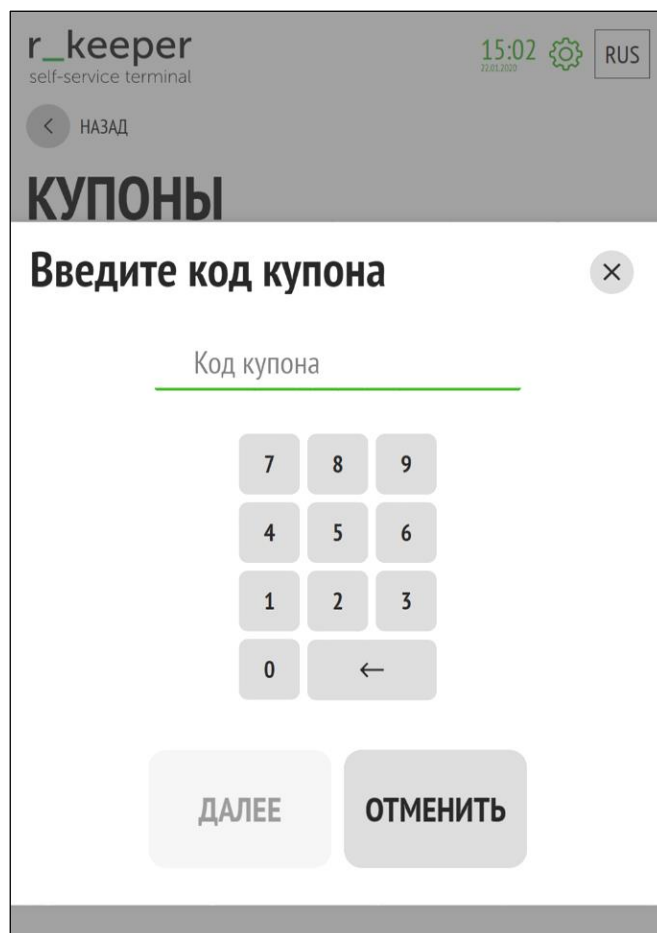 r_keeper
self-service terminal
15:02
22.01.2020
RUS
НАЗАД
КУПОНЫ
Введите код купона
Код купона
7 8 9
4 5 6
1 2 3
0
ДАЛЕЕ ОТМЕНИТЬ